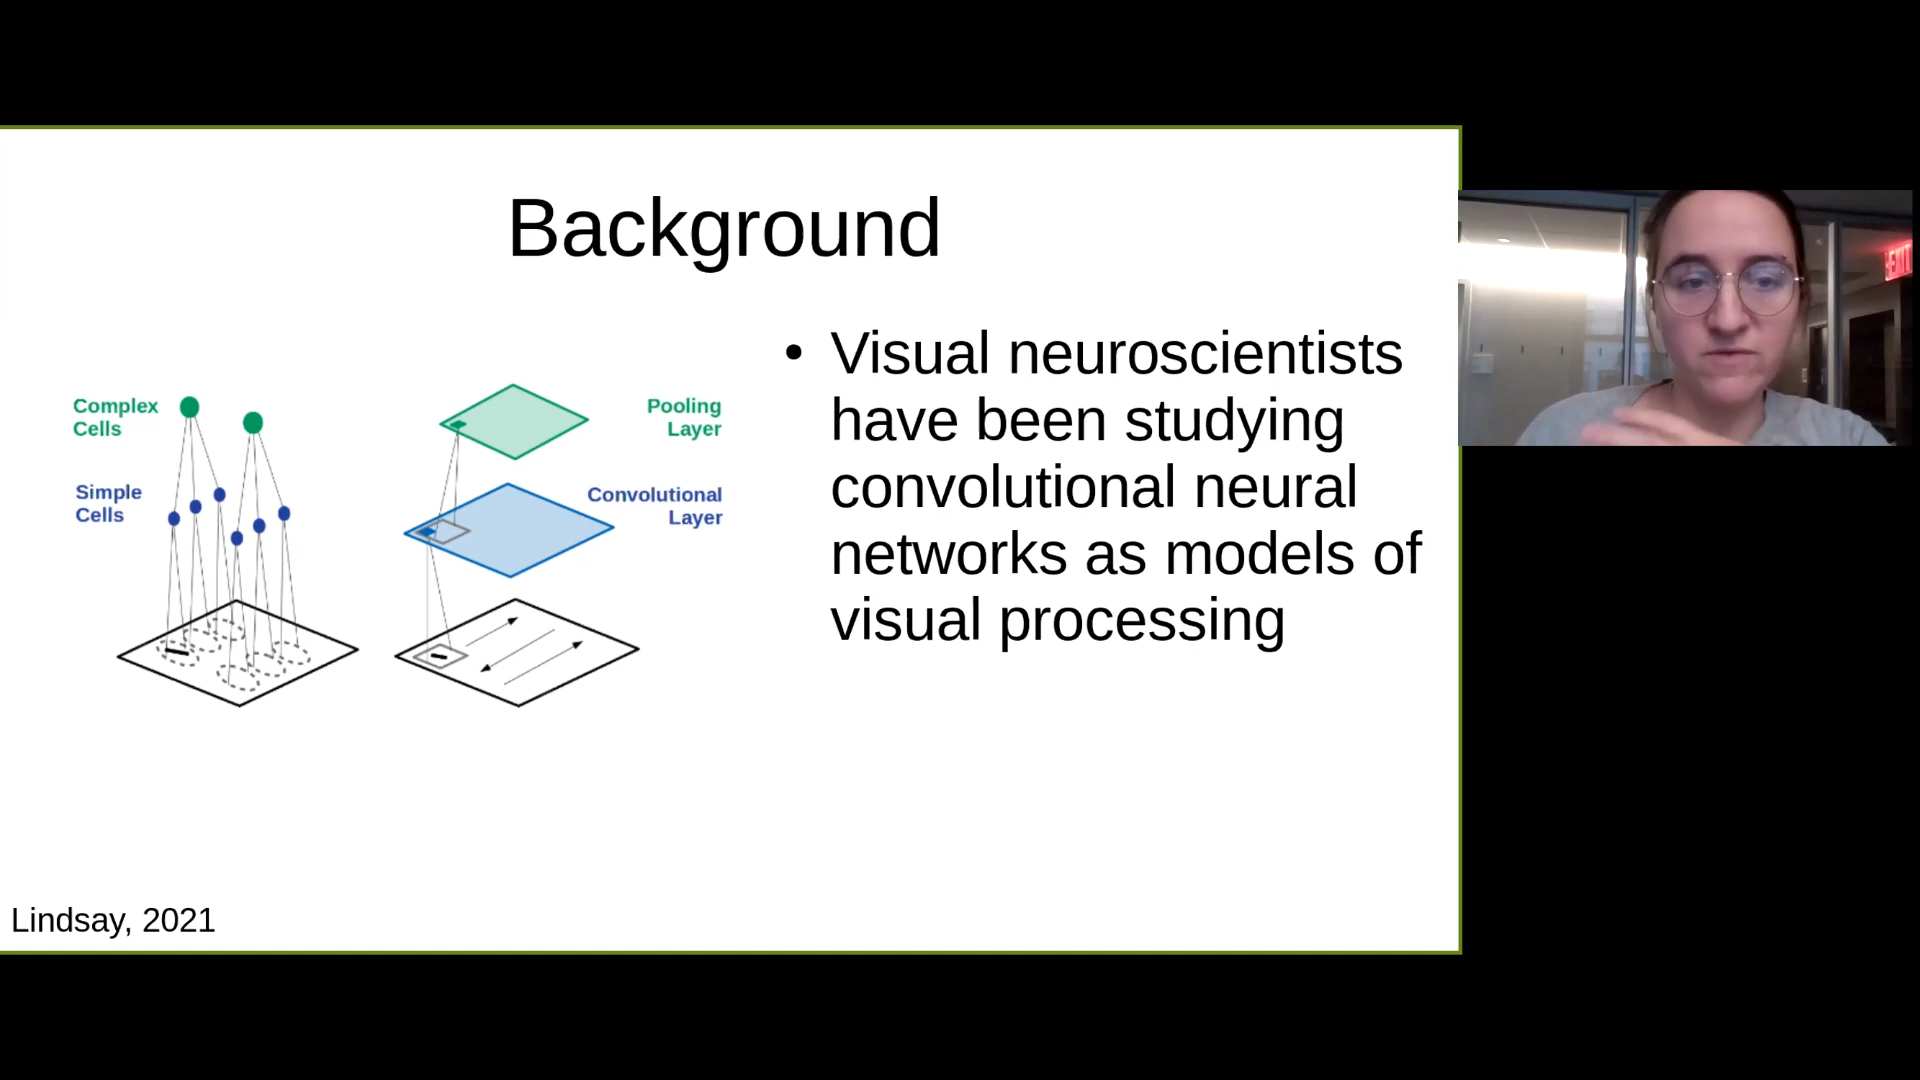 Background
Complex
Cells
Simple
Cells
Pooling
Layer
Convolutional
Layer
• Visual neuroscientists
have been studying
convolutional neural
networks as models of
visual processing
Lindsay, 2021
EXIT